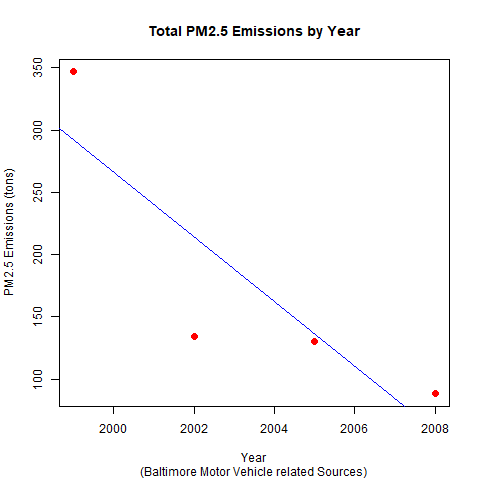 Total PM2.5 Emissions by Year
PM2.5 Emissions (tons)
350
300
250
200
150
100
2000 2002 2004 2006 2008
Year
(Baltimore Motor Vehicle related Sources)